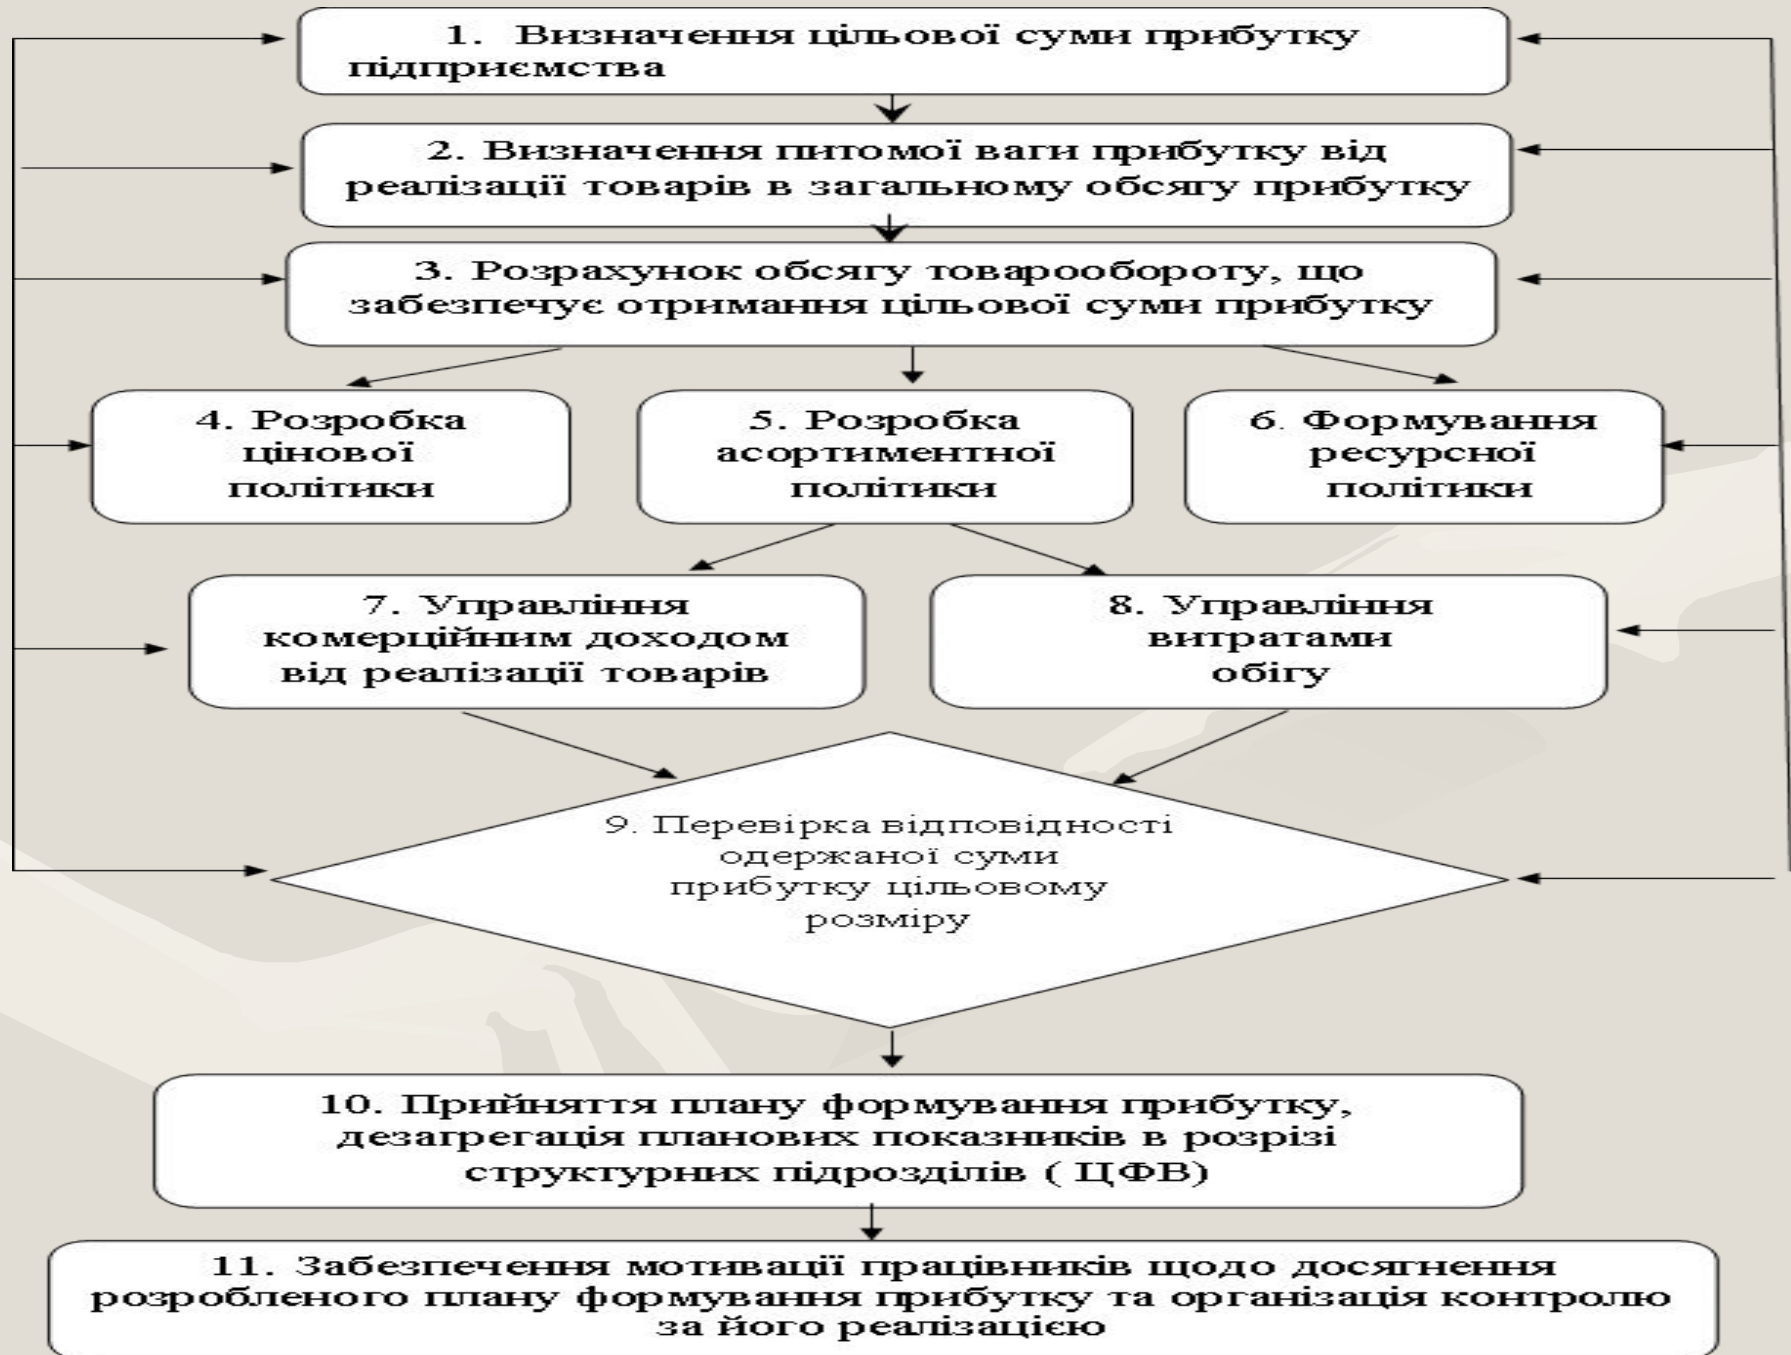 1. Визначення цільової суми прибутку
підприємства
2. Визначення питомої ваги прибутку від
реалізації товарів в загальному обсягу прибутку
3. Розрахунок обсягу товарообороту, що
забезпечує отримання цільової суми прибутку
4. Розробка
цінової
політики
5. Розробка
асортиментної
політики
6. Формування
ресурсної
політики
7. Управління
комерційним доходом
від реалізації товарів
8. Управління
витратами
обігу
9. Перевірка відповідності
одержаної суми
прибутку цільовому
розміру
10. Прийняття плану формування прибутку,
дезагрегація планових показників в розрізі
структурних підрозділів ( ЦФВ)
11. Забезпечення мотивації працівників щодо досягнення
розробленого плану формування прибутку та організація контролю
за його реалізацією